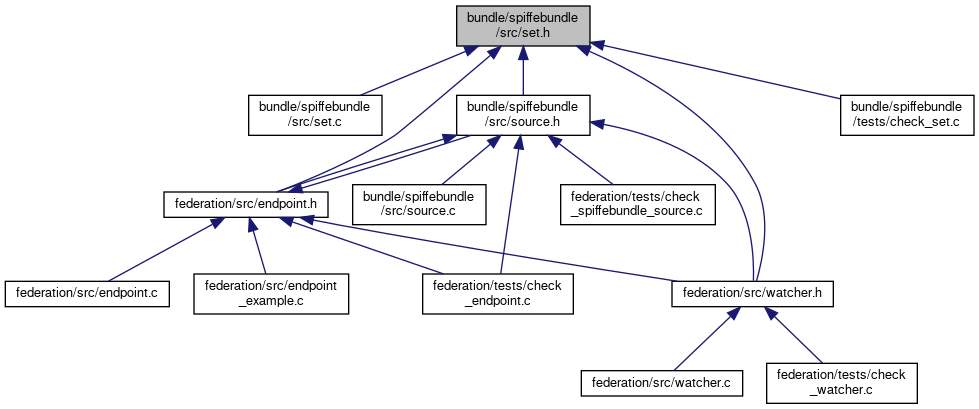 bundle/spiffebundle
/src/set.h
bundle/spiffebundle
/src/set.c
bundle/spiffebundle
/src/source.h
bundle/spiffebundle
/tests/check_set.c
federation/src/endpoint.h
bundle/spiffebundle
/src/source.c
federation/tests/check
_spiffebundle_source.c
federation/src/endpoint.c
federation/src/endpoint
_example.c
federation/tests/check
_endpoint.c
federation/src/watcher.h
federation/src/watcher.c
federation/tests/check
_watcher.c